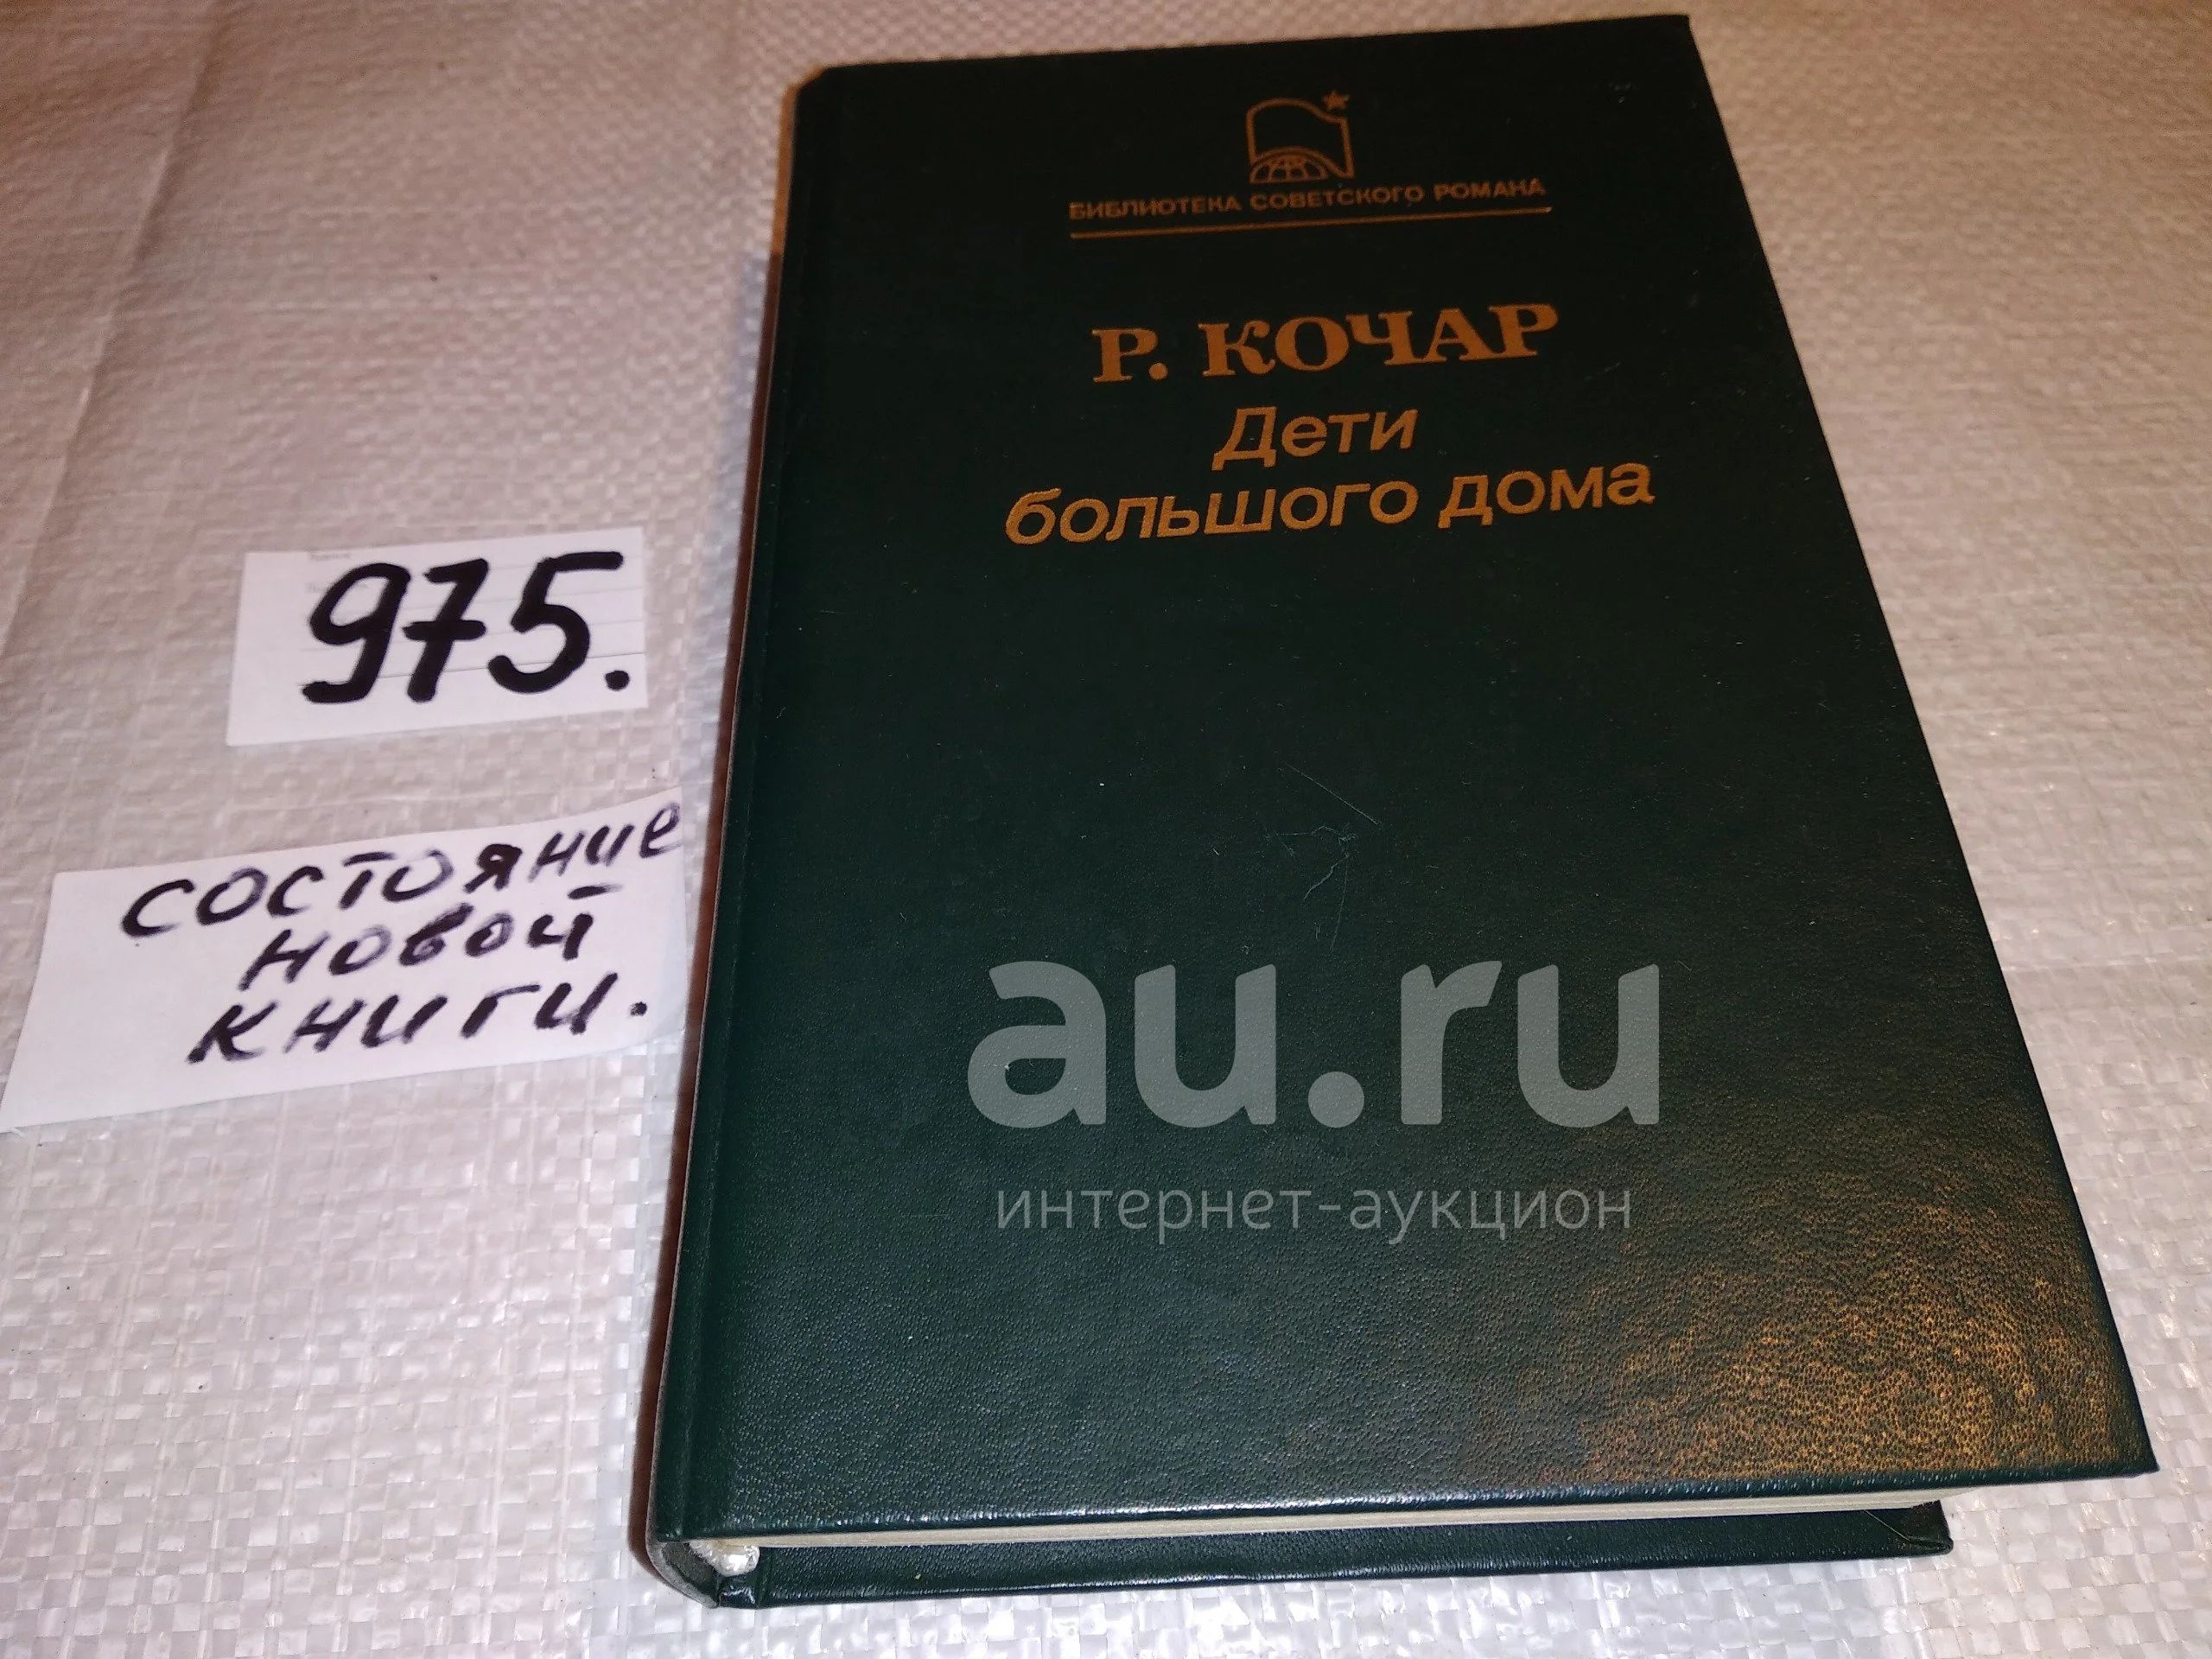 БИБЛИОТЕКА СОВЕТСКОГО РОМАНА
Р. КОЧАР
Дети
большого дома
975.
состояние
новой
книги.
au.ru
интернет-аукцион